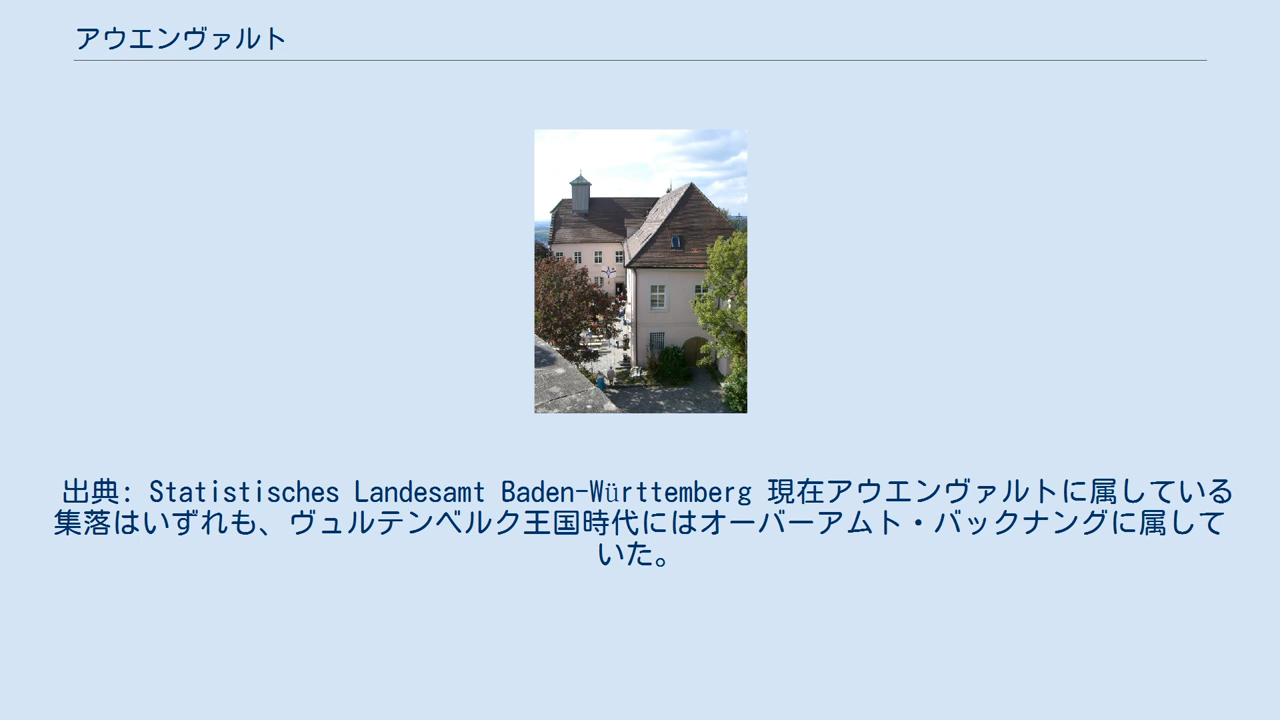 アウエンヴァルト
出典: Statistisches Landesamt Baden-Württemberg 現在アウエンヴァルトに属している
集落はいずれも、ヴュルテンベルク王国時代にはオーバーアムト・バックナングに属して
いた。